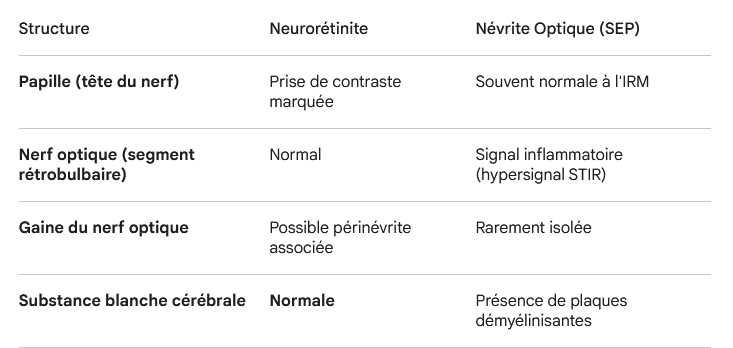 Structure Neurorétinite Névrite Optique (SEP)
Papille (tête du nerf) Prise de contraste Souvent normale à l'IRM
marquée
Nerf optique (segment Normal Signal inflammatoire
rétrobulbaire) (hypersignal STIR)
Gaine du nerf optique Possible périnévrite Rarement isolée
associée
Substance blanche cérébrale Normale Présence de plaques
démyélinisantes